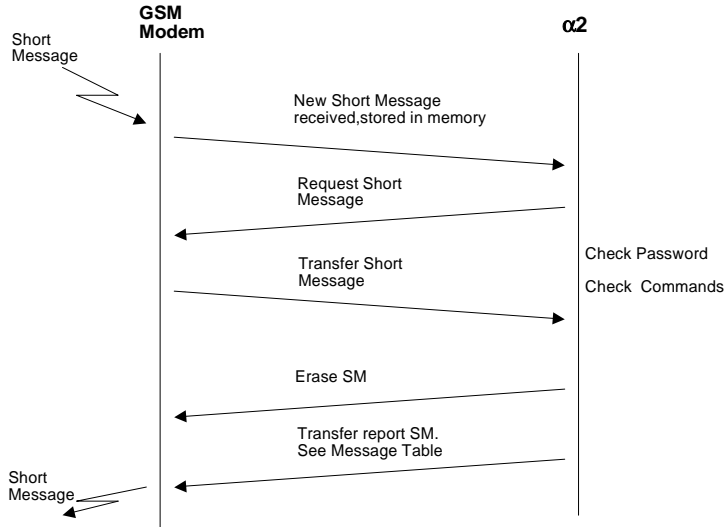 GSM
Modem
α2
Short
Message
New Short Message
received,stored in memory
Request Short
Message
Check Password
Transfer Short
Message
Check Commands
Erase SM
Transfer report SM.
See Message Table
Short
Message